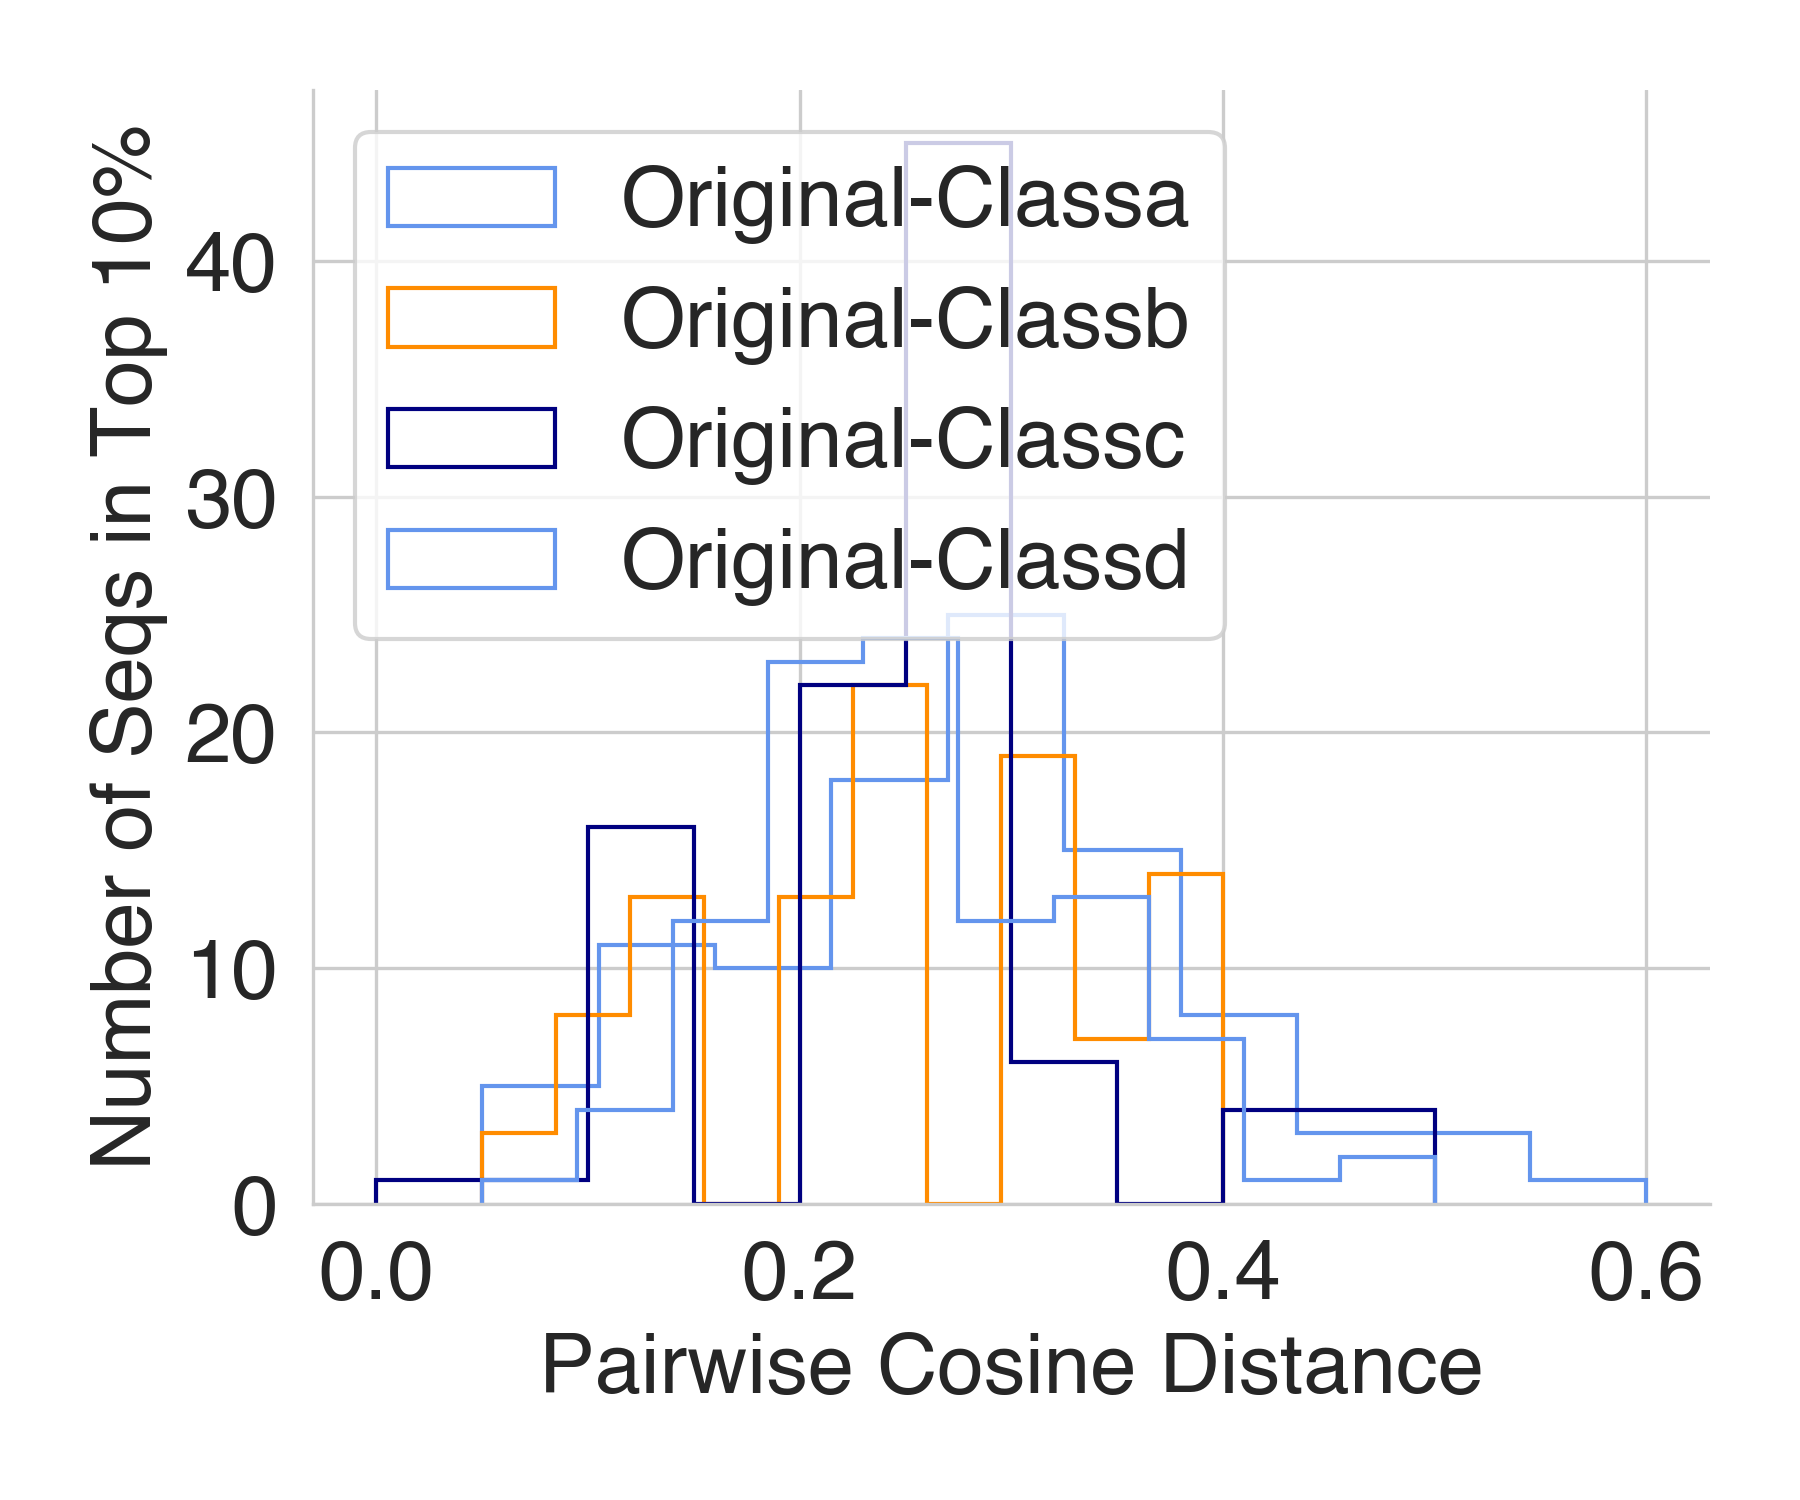 Number of Seqs in Top 10%
40
30
20
10
0
Original-Classa
Original-Classb
Original-Classc
Original-Classd
0.0 0.2 0.4 0.6
Pairwise Cosine Distance